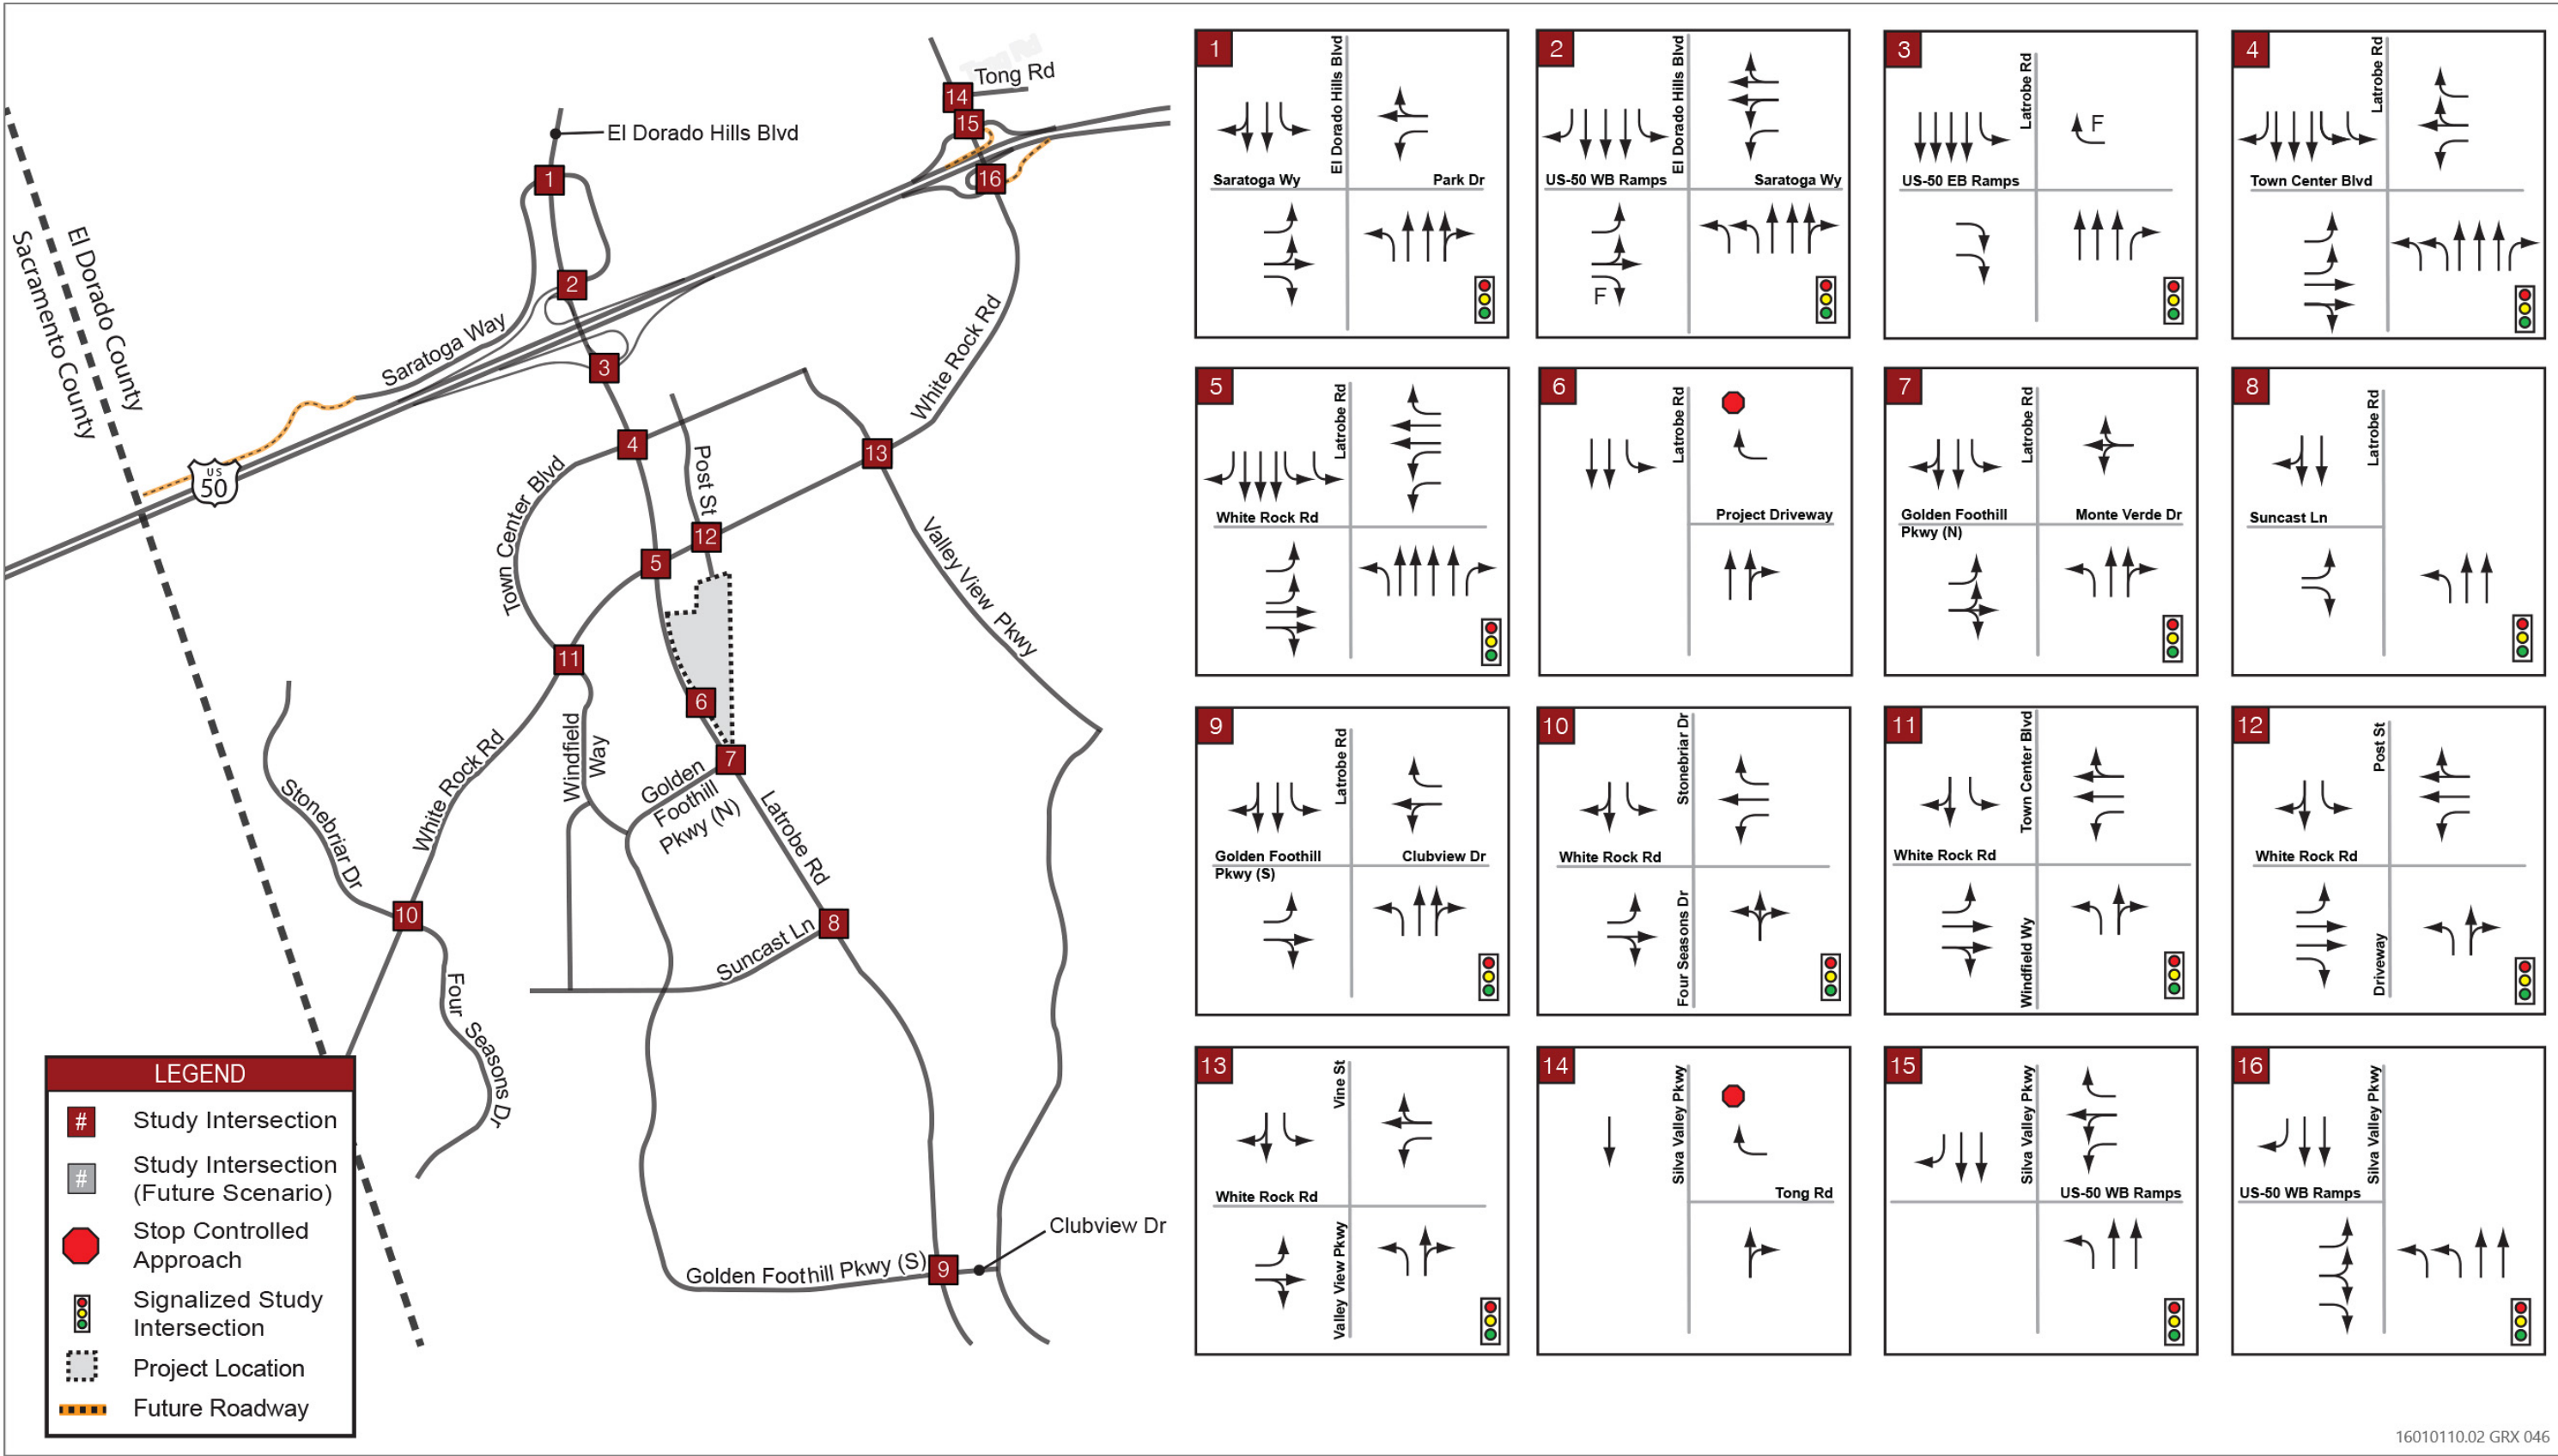 Tong Rd
Tong Rd
14
15
El Dorado Hills Blvd
1
16
2
El Dorado County
Sacramento County
Saratoga Way
3
White Rock Rd
4
13
US
50
Town Center Blvd
Post St
12
5
Valley View Pkwy
11
6
7
Windfield
Way
Golden
Foothill
Pkwy (N)
White Rock Rd
Stonebriar Dr
Latrobe Rd
10
8
Suncast Ln
Four Seasons Dr
Clubview Dr
Golden Foothill Pkwy (S)
9
LEGEND
# Study Intersection
# Study Intersection
(Future Scenario)
Stop Controlled
Approach
Signalized Study
Intersection
Project Location
Future Roadway
1
El Dorado Hills Blvd
Saratoga Wy
Park Dr
2
El Dorado Hills Blvd
US-50 WB Ramps
Saratoga Wy
F
3
Latrobe Rd
F
US-50 EB Ramps
4
Latrobe Rd
Town Center Blvd
5
Latrobe Rd
White Rock Rd
6
Latrobe Rd
Project Driveway
7
Latrobe Rd
Golden Foothill
Pkwy (N)
Monte Verde Dr
8
Latrobe Rd
Suncast Ln
9
Latrobe Rd
Golden Foothill
Pkwy (S)
Clubview Dr
10
Stonebriar Dr
White Rock Rd
Four Seasons Dr
11
Town Center Blvd
White Rock Rd
Windfield Wy
12
Post St
White Rock Rd
Driveway
13
Vine St
White Rock Rd
Valley View Pkwy
14
Silva Valley Pkwy
Tong Rd
15
Silva Valley Pkwy
US-50 WB Ramps
16
Silva Valley Pkwy
US-50 WB Ramps
16010110.02 GRX 046